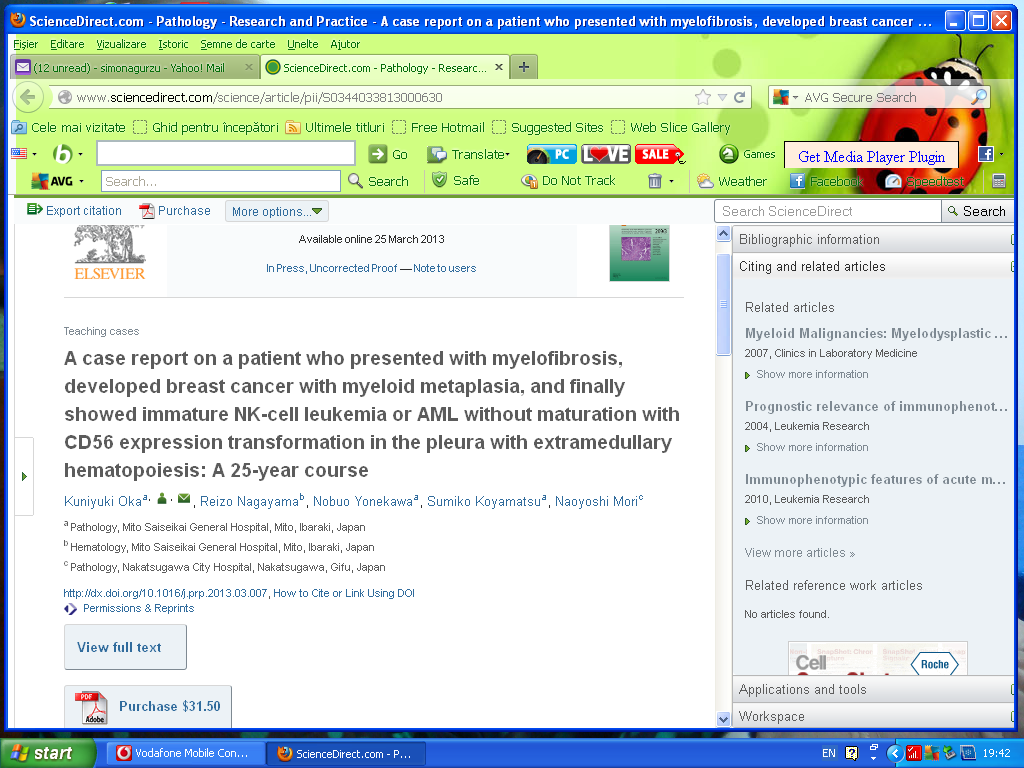 ScienceDirect.com - Pathology - Research and Practice - A case report on a patient who presented with myelofibrosis, developed breast cancer ...
Fişier Editare Vizualizare Istoric Semne de carte Unelte Ajutor
(12 unread) - simonagurzu - Yahoo! Mail
ScienceDirect.com - Pathology - Researc...
www.sciencedirect.com/science/article/pii/S0344033813000630
AVG Secure Search
Cele mai vizitate Ghid pentru începători Ultimele titluri Free Hotmail Suggested Sites Web Slice Gallery
b Go Translate PC LOVE SALE Games Get Media Player Plugin
AVG Search... Search Safe Do Not Track Weather Facebook Speedtest
Export citation Purchase More options... Search ScienceDirect Search
ELSEVIER
Available online 25 March 2013
In Press, Uncorrected Proof — Note to users
Teaching cases
A case report on a patient who presented with myelofibrosis,
developed breast cancer with myeloid metaplasia, and finally
showed immature NK-cell leukemia or AML without maturation with
CD56 expression transformation in the pleura with extramedullary
hematopoiesis: A 25-year course
Kuniyuki Oka a, , Reizo Nagayama b, Nobuo Yonekawa a, Sumiko Koyamatsu a, Naoyoshi Mori c
a Pathology, Mito Saiseikai General Hospital, Mito, Ibaraki, Japan
b Hematology, Mito Saiseikai General Hospital, Mito, Ibaraki, Japan
c Pathology, Nakatsugawa City Hospital, Nakatsugawa, Gifu, Japan
http://dx.doi.org/10.1016/j.prp.2013.03.007, How to Cite or Link Using DOI
Permissions & Reprints
View full text
PDF
Adobe
Purchase $31.50
Bibliographic information
Citing and related articles
Related articles
Myeloid Malignancies: Myelodysplastic ...
2007, Clinics in Laboratory Medicine
Show more information
Prognostic relevance of immunophenot...
2004, Leukemia Research
Show more information
Immunophenotypic features of acute m...
2010, Leukemia Research
Show more information
View more articles »
Related reference work articles
No articles found.
Cell
Roche
Applications and tools
Workspace
start Vodafone Mobile Con... ScienceDirect.com - P... EN 19:42